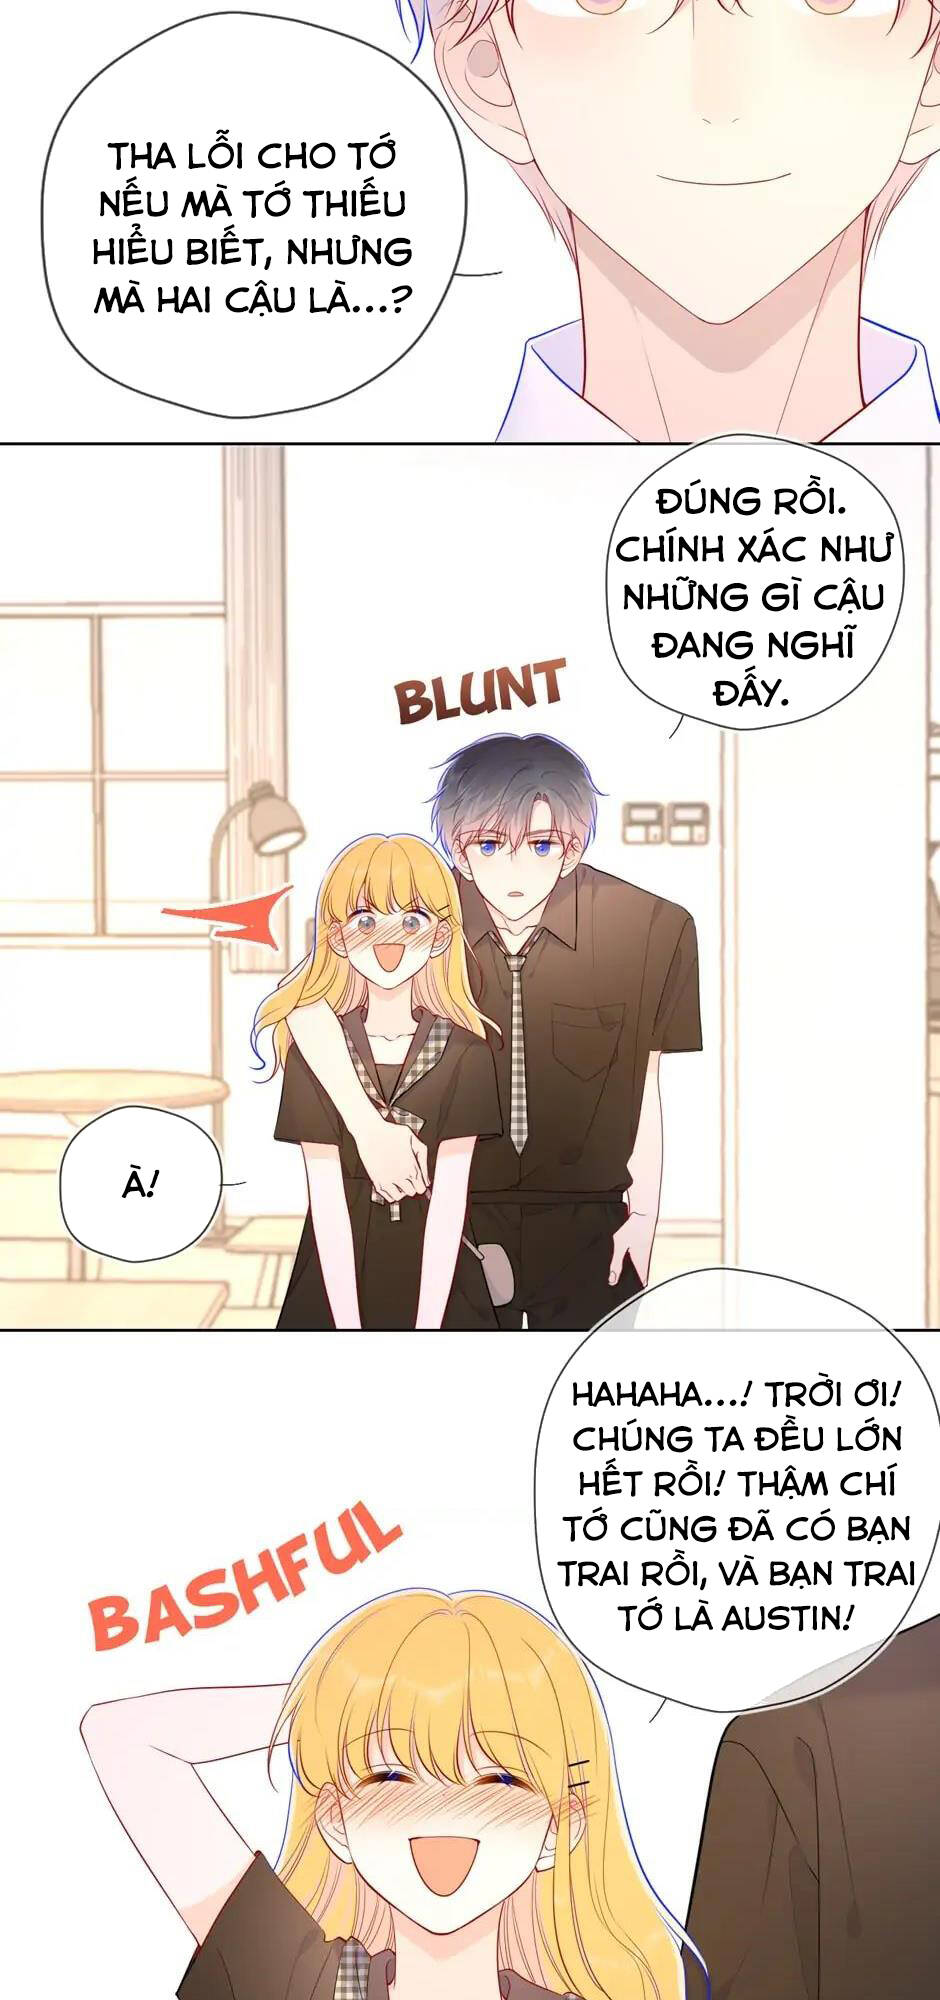 THA LỖI CHO TỚ
NẾU MÀ TỚ THIẾU
HIỂU BIẾT, NHƯNG
MÀ HAI CẬU LÀ...?
ĐÚNG RỒI.
CHÍNH XÁC NHƯ
NHỮNG GÌ CẬU
ĐANG NGHĨ
ĐẤY.
BLUNT
À!
HAHAHA...! TRỜI ƠI!
CHÚNG TA ĐỀU LỚN
HẾT RỒI! THẬM CHÍ
TỚ CŨNG ĐÃ CÓ BẠN
TRAI RỒI, VÀ BẠN TRAI
TỚ LÀ AUSTIN!
BASHFUL